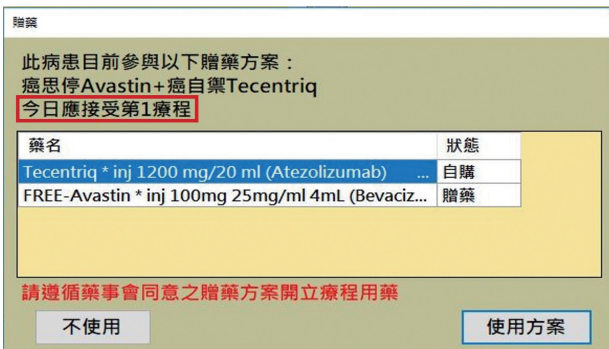 贈藥
此病患目前參與以下贈藥方案：
癌思停Avastin+癌自禦Tecentriq
今日應接受第1療程
藥名 狀態
Tecentriq * inj 1200 mg/20 ml (Atezolizumab) ... 自購
FREE-Avastin * inj 100mg 25mg/ml 4mL (Bevaciz... 贈藥
請遵循藥事會同意之贈藥方案開立療程用藥
不使用 使用方案